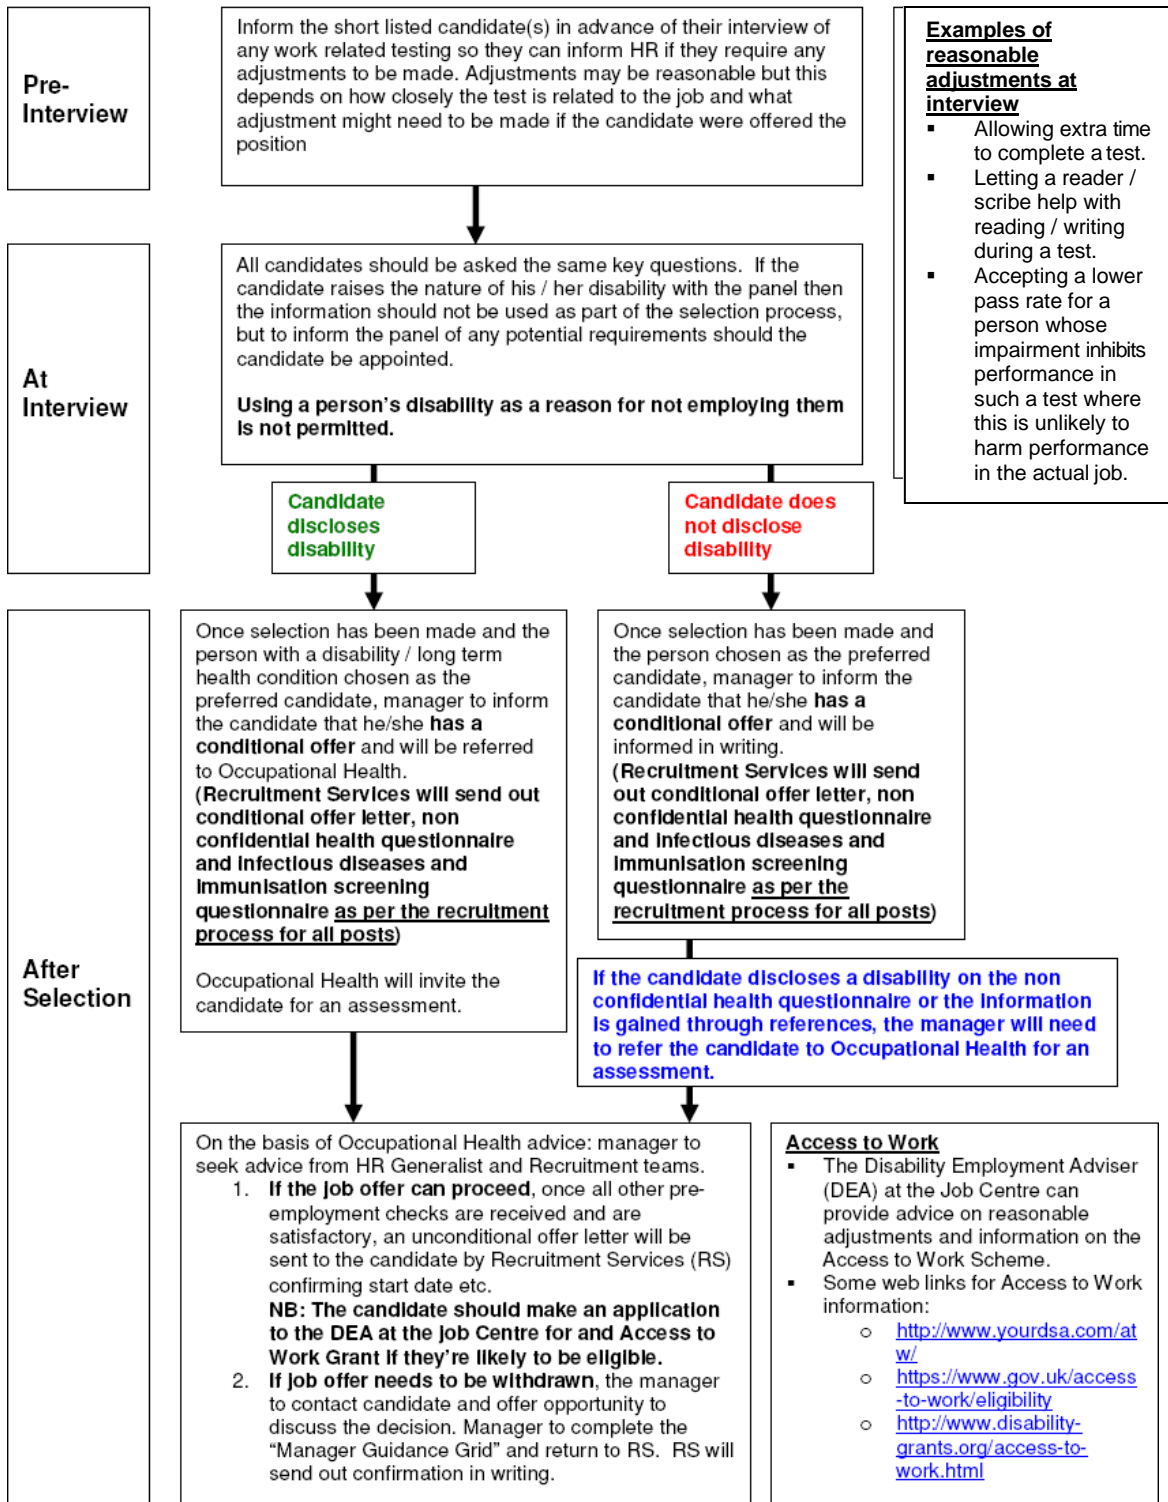 Pre-
Interview
Inform the short listed candidate(s) in advance of their interview of
any work related testing so they can inform HR if they require any
adjustments to be made. Adjustments may be reasonable but this
depends on how closely the test is related to the job and what
adjustment might need to be made if the candidate were offered the
position
Examples of
reasonable
adjustments at
interview
▪ Allowing extra time
to complete a test.
▪ Letting a reader /
scribe help with
reading / writing
during a test.
▪ Accepting a lower
pass rate for a
person whose
impairment inhibits
performance in
such a test where
this is unlikely to
harm performance
in the actual job.
At
Interview
All candidates should be asked the same key questions. If the
candidate raises the nature of his / her disability with the panel then
the information should not be used as part of the selection process,
but to inform the panel of any potential requirements should the
candidate be appointed.
Using a person's disability as a reason for not employing them
is not permitted.
Candidate
discloses
disability
Candidate does
not disclose
disability
After
Selection
Once selection has been made and the
person with a disability / long term
health condition chosen as the
preferred candidate, manager to inform
the candidate that he/she has a
conditional offer and will be referred
to Occupational Health.
(Recruitment Services will send out
conditional offer letter, non
confidential health questionnaire
and infectious diseases and
immunisation screening
questionnaire as per the recruitment
process for all posts)
Occupational Health will invite the
candidate for an assessment.
Once selection has been made and
the person chosen as the preferred
candidate, manager to inform the
candidate that he/she has a
conditional offer and will be
informed in writing.
(Recruitment Services will send
out conditional offer letter, non
confidential health questionnaire
and infectious diseases and
immunisation screening
questionnaire as per the
recruitment process for all posts)
If the candidate discloses a disability on the non
confidential health questionnaire or the information
is gained through references, the manager will need
to refer the candidate to Occupational Health for an
assessment.
On the basis of Occupational Health advice: manager to
seek advice from HR Generalist and Recruitment teams.
1. If the job offer can proceed, once all other pre-
employment checks are received and are
satisfactory, an unconditional offer letter will be
sent to the candidate by Recruitment Services (RS)
confirming start date etc.
NB: The candidate should make an application
to the DEA at the job Centre for and Access to
Work Grant if they're likely to be eligible.
2. If job offer needs to be withdrawn, the manager
to contact candidate and offer opportunity to
discuss the decision. Manager to complete the
"Manager Guidance Grid" and return to RS. RS will
send out confirmation in writing.
Access to Work
▪ The Disability Employment Adviser
(DEA) at the Job Centre can
provide advice on reasonable
adjustments and information on the
Access to Work Scheme.
▪ Some web links for Access to Work
information:
o http://www.yourdsa.com/at
w/
o https://www.gov.uk/access
-to-work/eligibility
o http://www.disability-
grants.org/access-to-
work.html